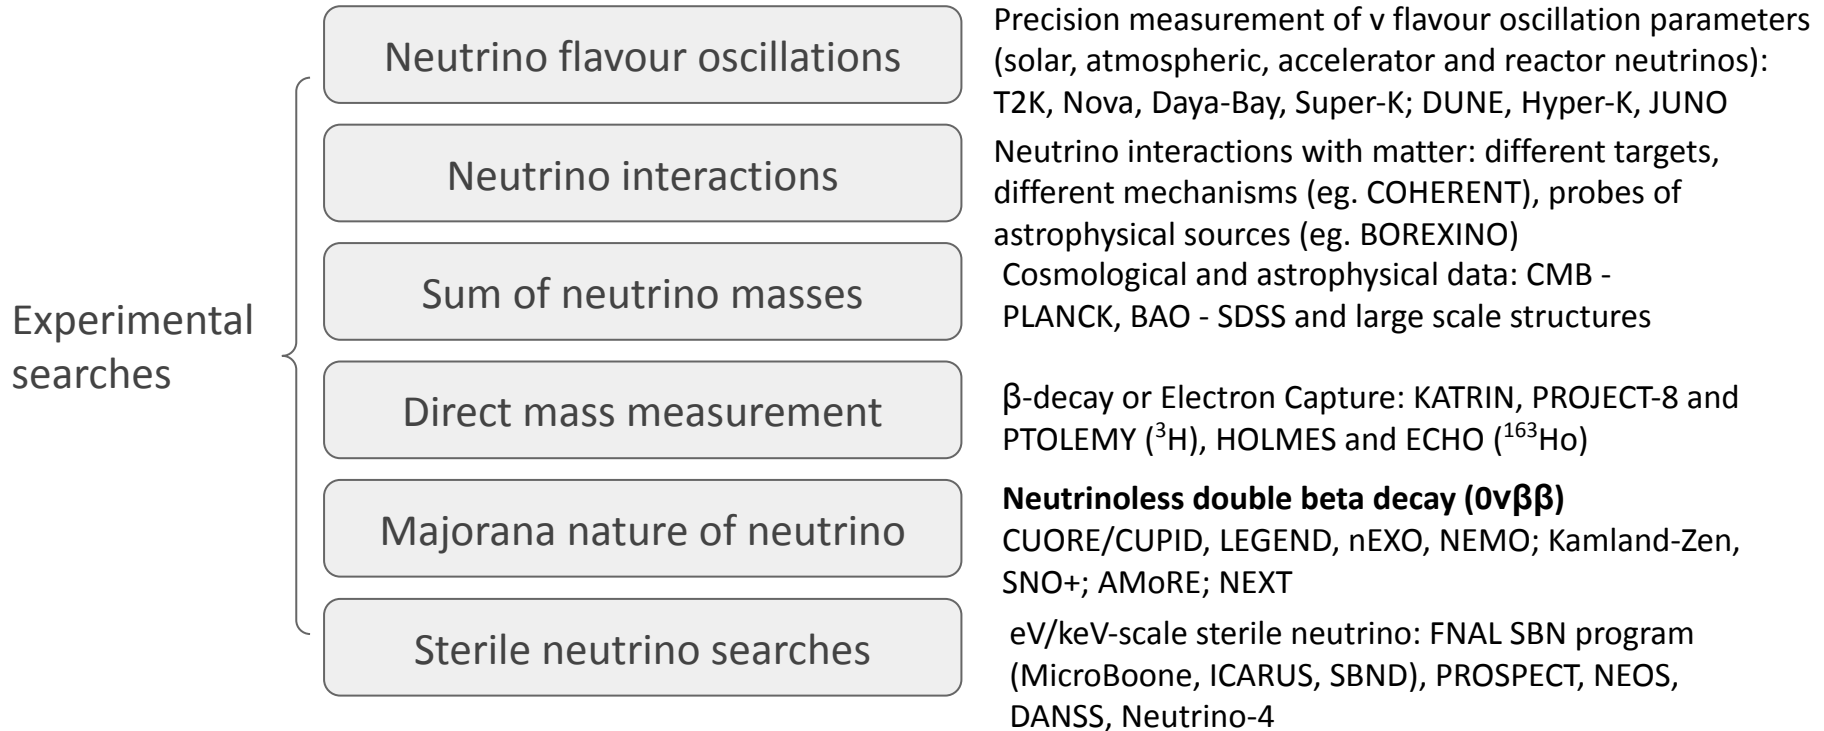 Experimental
searches
Neutrino flavour oscillations
Precision measurement of ν flavour oscillation parameters
(solar, atmospheric, accelerator and reactor neutrinos):
T2K, Nova, Daya-Bay, Super-K; DUNE, Hyper-K, JUNO
Neutrino interactions
Neutrino interactions with matter: different targets,
different mechanisms (eg. COHERENT), probes of
astrophysical sources (eg. BOREXINO)
Sum of neutrino masses
Cosmological and astrophysical data: CMB -
PLANCK, BAO - SDSS and large scale structures
Direct mass measurement
β-decay or Electron Capture: KATRIN, PROJECT-8 and
PTOLEMY (³H), HOLMES and ECHO (¹⁶³Ho)
Majorana nature of neutrino
Neutrinoless double beta decay (0νββ)
CUORE/CUPID, LEGEND, nEXO, NEMO; Kamland-Zen,
SNO+; AMoRE; NEXT
Sterile neutrino searches
eV/keV-scale sterile neutrino: FNAL SBN program
(MicroBoone, ICARUS, SBND), PROSPECT, NEOS,
DANSS, Neutrino-4